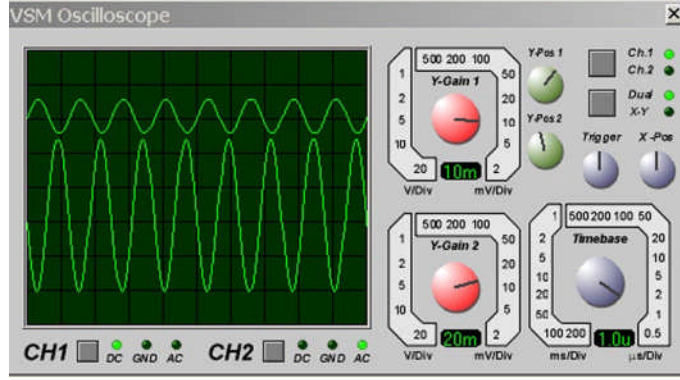 VSM Oscilloscope
500 200 100
1
2
5
10
20
50
20
10
5
2
Y-Gain 1
10m
V/Div
mV/Div
Y-Pos 1
Y-Pos 2
Ch.1
Ch.2
Dual
X-Y
Trigger
X-Pos
500 200 100
1
2
5
10
20
50
20
10
5
2
Y-Gain 2
20m
V/Div
mV/Div
1
2
5
10
20
50
100 200
500 200 100 50
20
10
5
2
1
0.5
Timebase
1.0u
ms/Div
µs/Div
CH1 DC GND AC CH2 DC GND AC